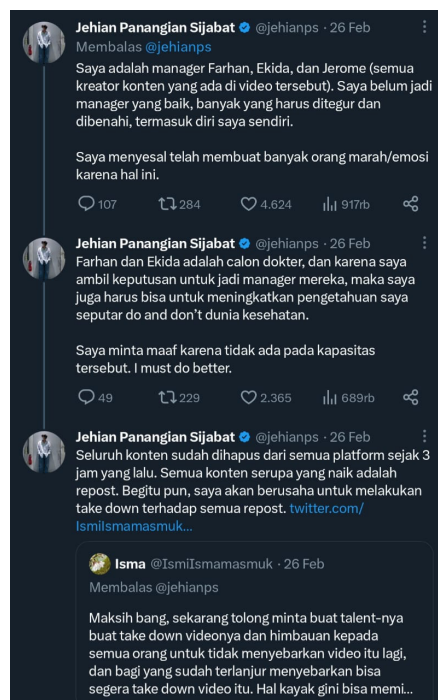 Jehian Panangian Sijabat @jehianps · 26 Feb
Membalas @jehianps
Saya adalah manager Farhan, Ekida, dan Jerome (semua
kreator konten yang ada di video tersebut). Saya belum jadi
manager yang baik, banyak yang harus ditegur dan
dibenahi, termasuk diri saya sendiri.
Saya menyesal telah membuat banyak orang marah/emosi
karena hal ini.
107 284 4.624 917rb
Jehian Panangian Sijabat @jehianps · 26 Feb
Farhan dan Ekida adalah calon dokter, dan karena saya
ambil keputusan untuk jadi manager mereka, maka saya
juga harus bisa untuk meningkatkan pengetahuan saya
seputar do and don't dunia kesehatan.
Saya minta maaf karena tidak ada pada kapasitas
tersebut. I must do better.
49 229 2.365 689rb
Jehian Panangian Sijabat @jehianps · 26 Feb
Seluruh konten sudah dihapus dari semua platform sejak 3
jam yang lalu. Semua konten serupa yang naik adalah
repost. Begitu pun, saya akan berusaha untuk melakukan
take down terhadap semua repost. twitter.com/
IsmiIsmamasmuk...
Isma @IsmiIsmamasmuk · 26 Feb
Membalas @jehianps
Maksih bang, sekarang tolong minta buat talent-nya
buat take down videonya dan himbauan kepada
semua orang untuk tidak menyebarkan video itu lagi,
dan bagi yang sudah terlanjur menyebarkan bisa
segera take down video itu. Hal kayak gini bisa memi...